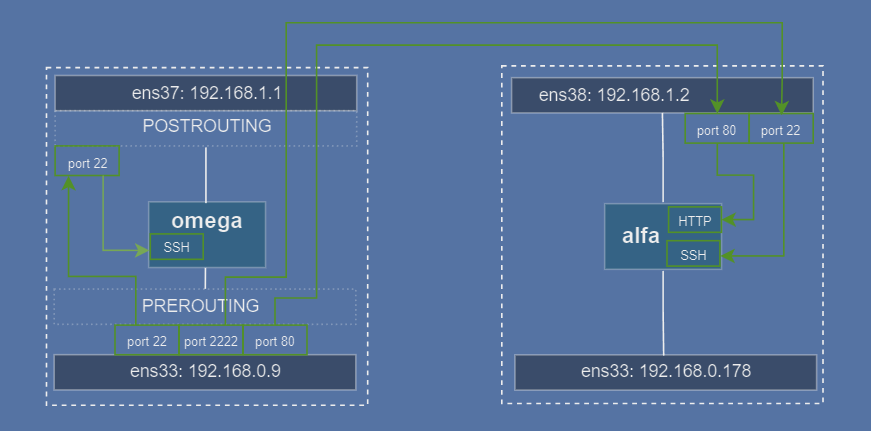 ens37: 192.168.1.1
POSTROUTING
port 22
omega
SSH
PREROUTING
port 22
port 2222
port 80
ens33: 192.168.0.9
ens38: 192.168.1.2
port 80
port 22
HTTP
alfa
SSH
ens33: 192.168.0.178